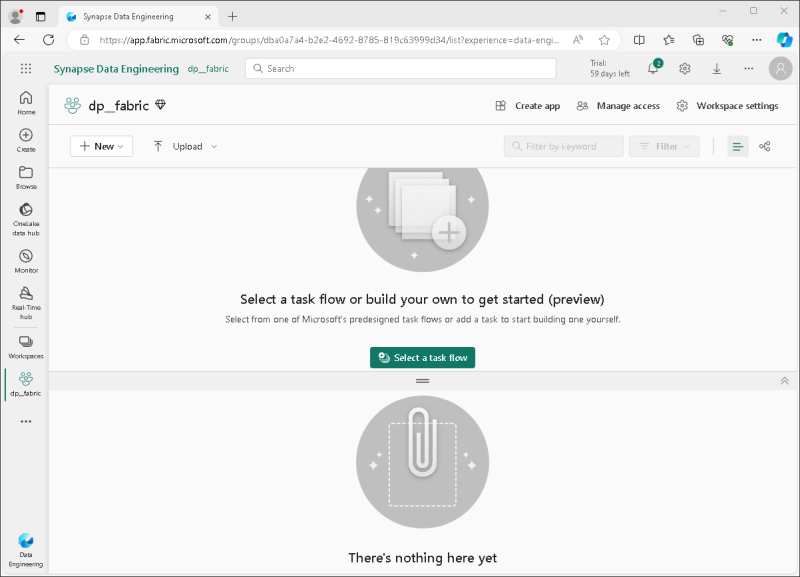 Synapse Data Engineering
https://app.fabric.microsoft.com/groups/dba0a7a4-b2e2-4692-8785-819c63999d34/list?experience=data-engi...
Synapse Data Engineering dp_fabric
Search
Trial:
59 days left
2
Home
Create
Browse
OneLake
data hub
Monitor
Real-Time
hub
Workspaces
dp_fabric
Data
Engineering
dp_fabric
Create app
Manage access
Workspace settings
New
Upload
Filter by keyword
Filter
Select a task flow or build your own to get started (preview)
Select from one of Microsoft's predesigned task flows or add a task to start building one yourself.
Select a task flow
There's nothing here yet